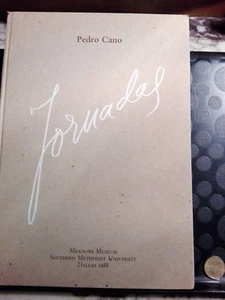 Pedro Cano
Jornadas
Meadows Museum
Southern Methodist University
Dallas 1988